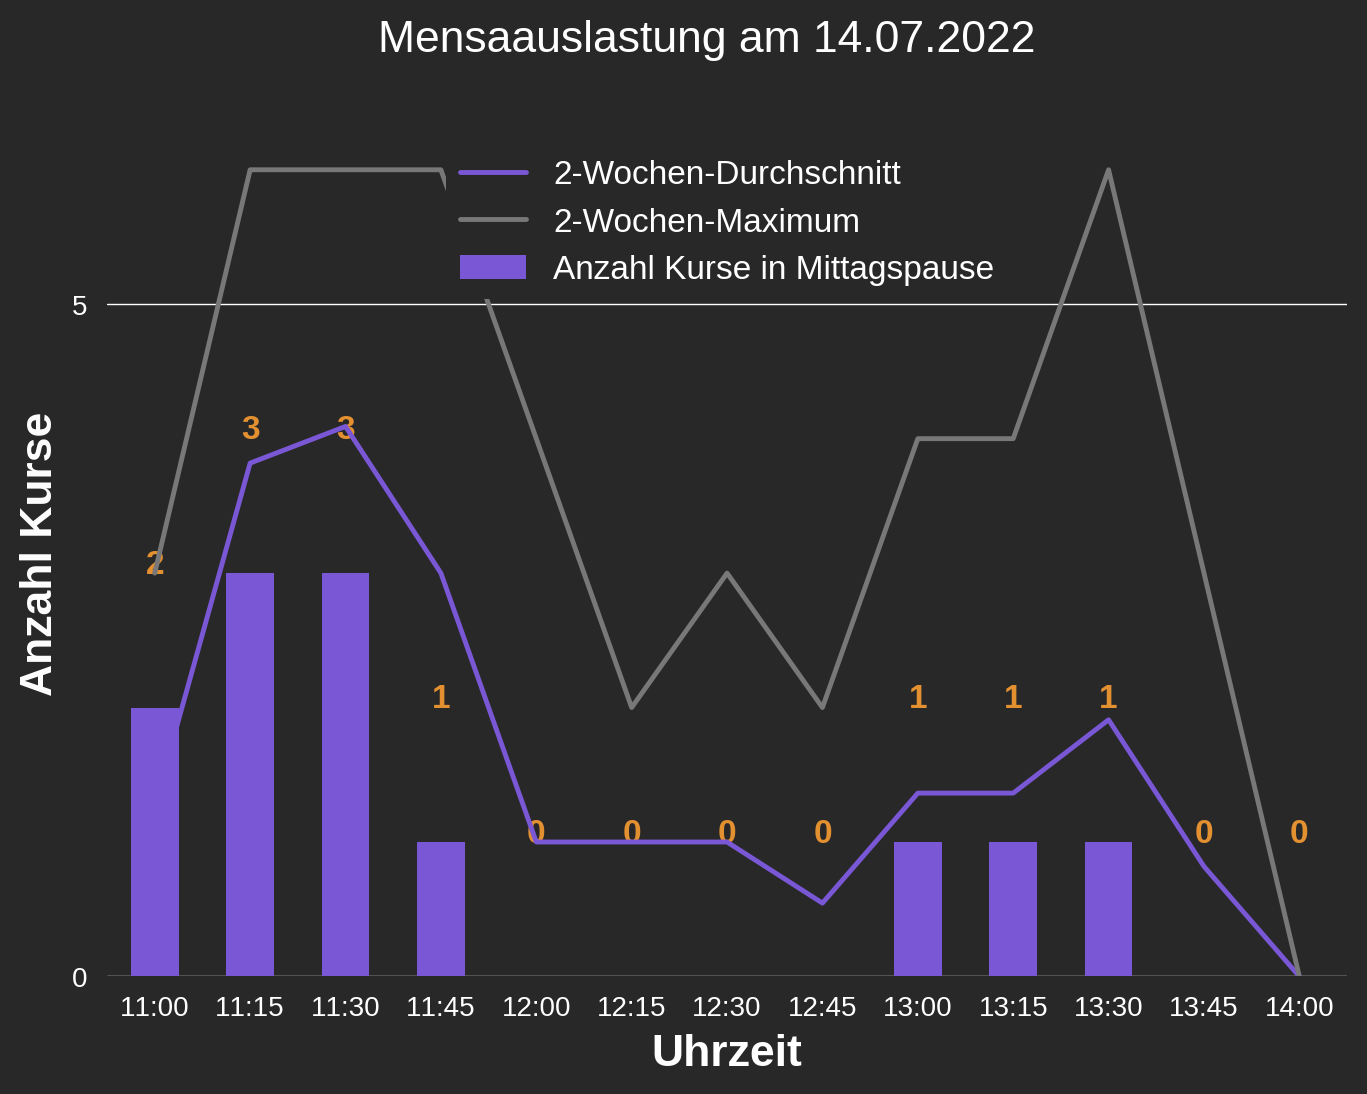 Mensaauslastung am 14.07.2022
2-Wochen-Durchschnitt
2-Wochen-Maximum
Anzahl Kurse in Mittagspause
5
3 3
2
1 1 1 1
0 0 0 0 0 0
0
Anzahl Kurse
11:00 11:15 11:30 11:45 12:00 12:15 12:30 12:45 13:00 13:15 13:30 13:45 14:00
Uhrzeit